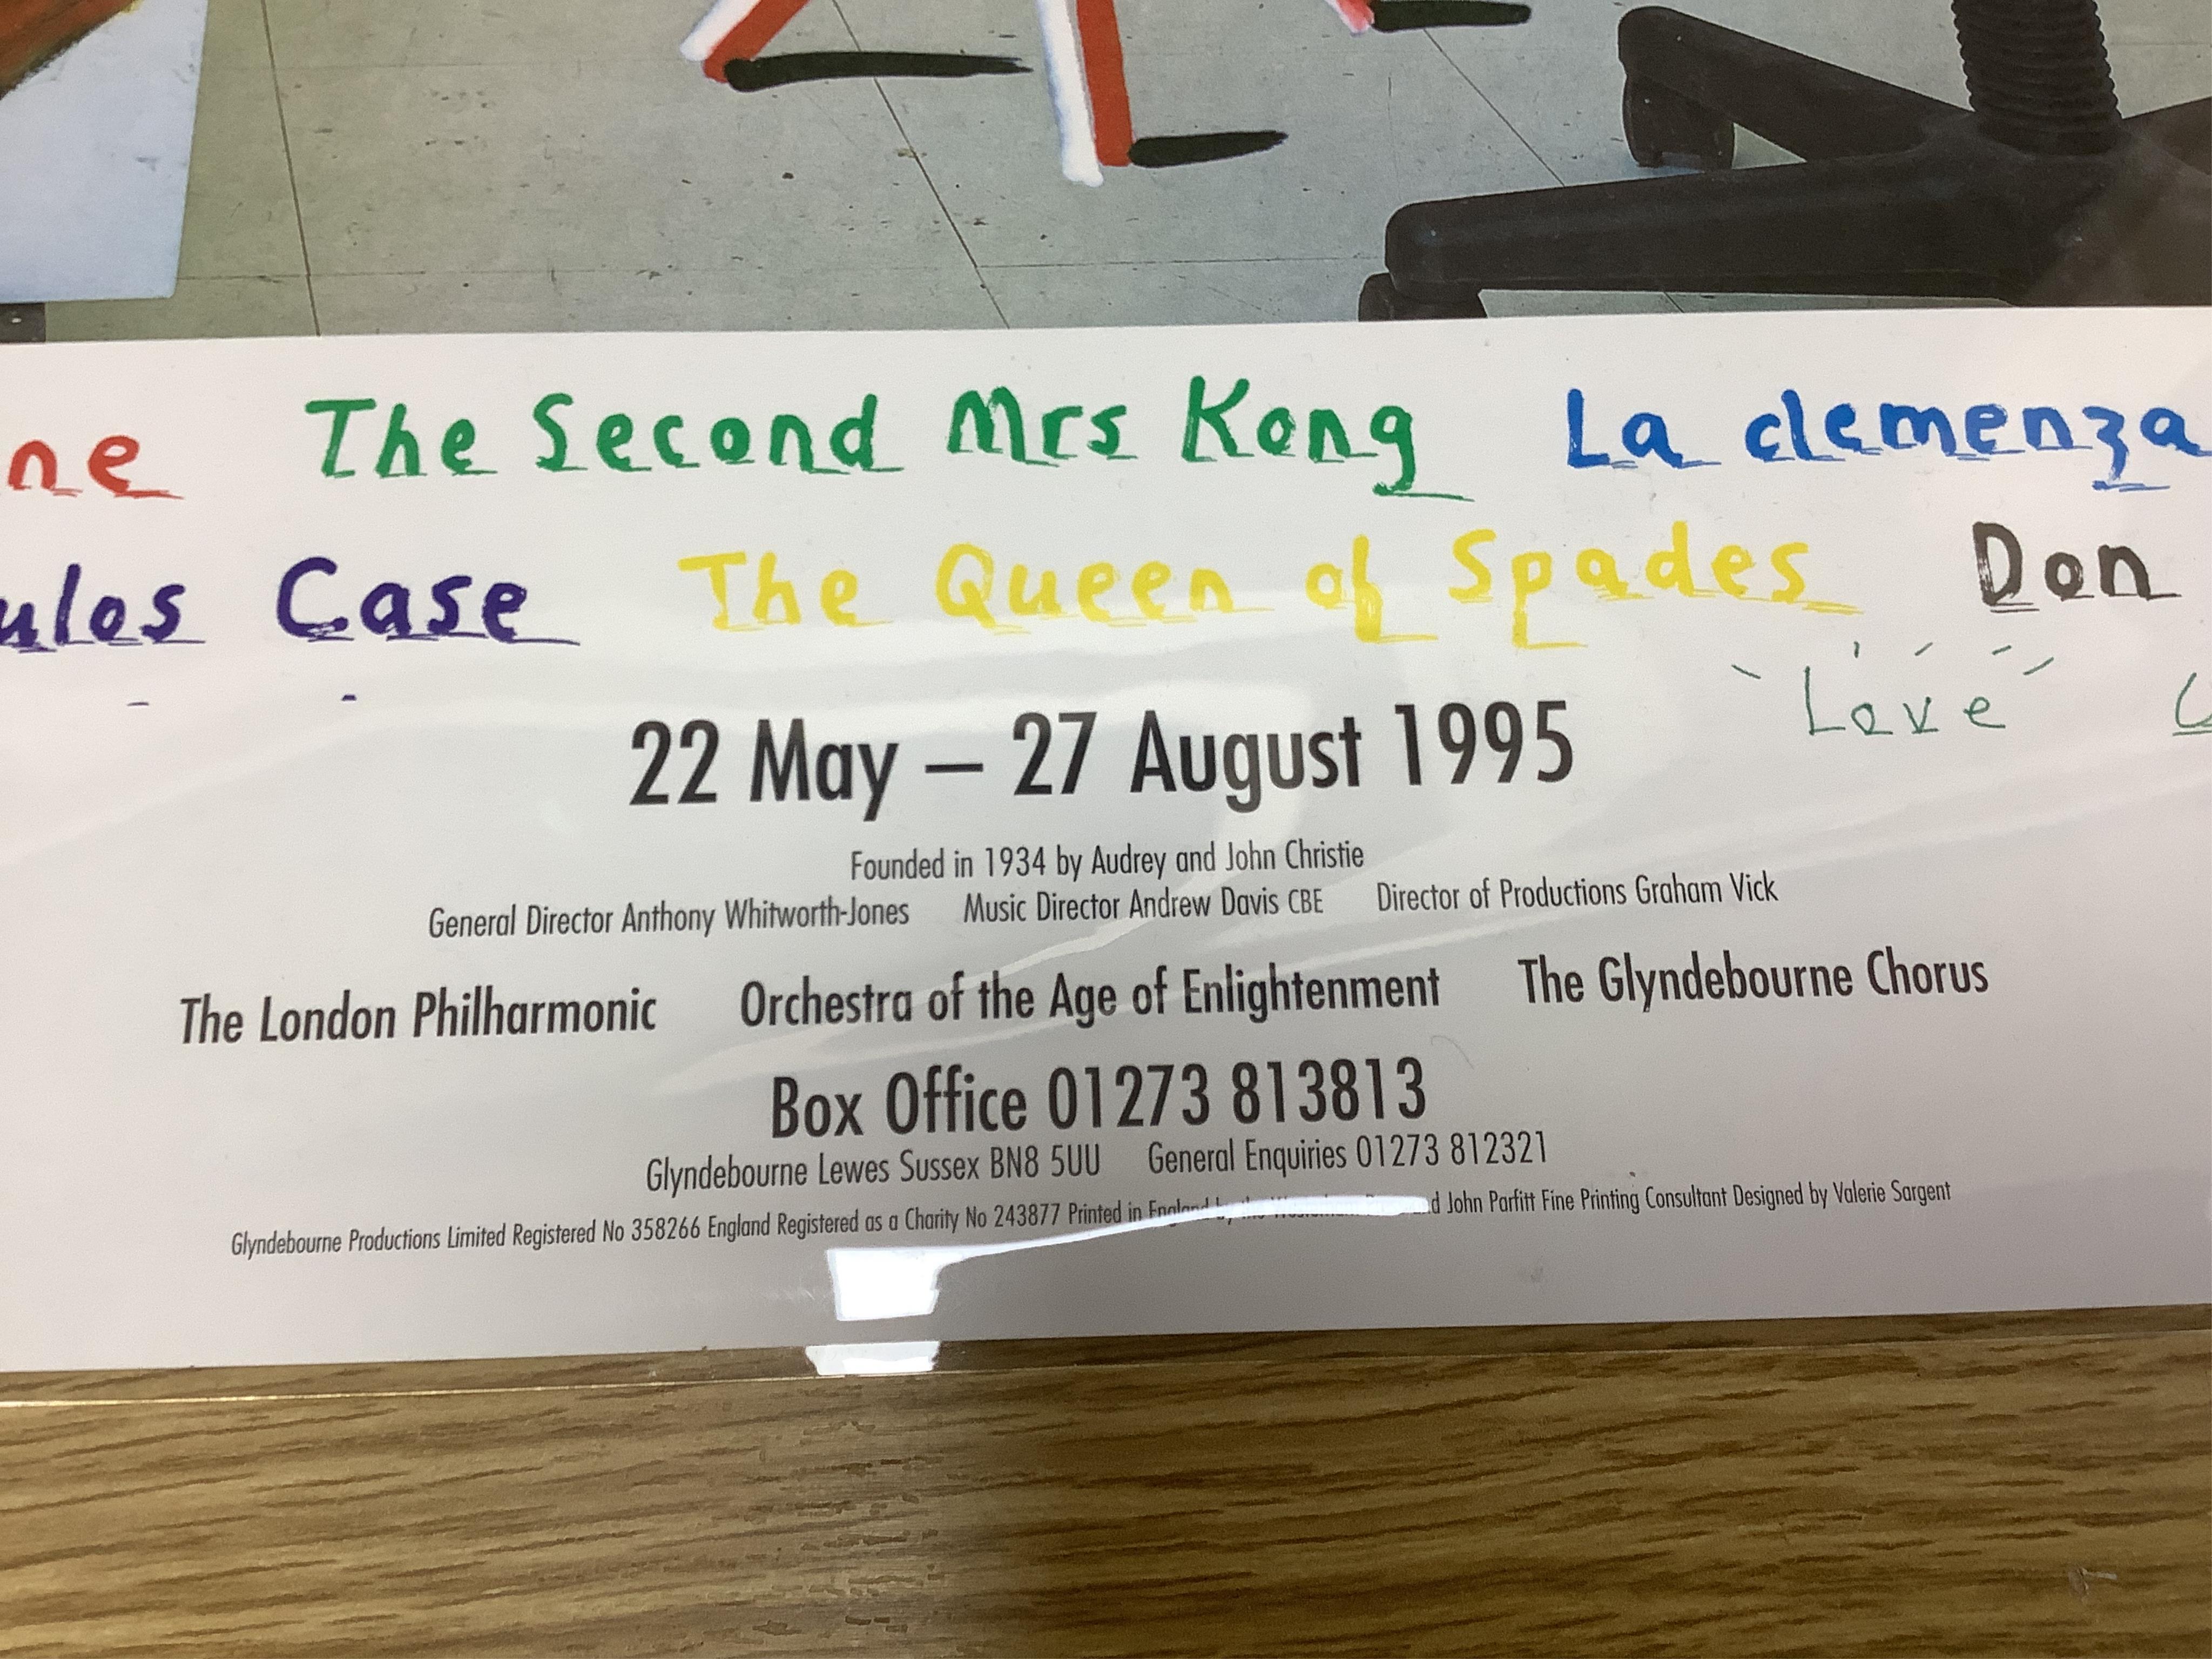 ne The Second Mrs Kong La clemenza
ulos Case The Queen of Spades Don
"Love"
22 May – 27 August 1995
Founded in 1934 by Audrey and John Christie
General Director Anthony Whitworth-Jones Music Director Andrew Davis CBE Director of Productions Graham Vick
The London Philharmonic Orchestra of the Age of Enlightenment The Glyndebourne Chorus
Box Office 01273 813813
Glyndebourne Lewes Sussex BN8 5UU General Enquiries 01273 812321
Glyndebourne Productions Limited Registered No 358266 England Registered as a Charity No 243877 Printed in England by the John Parfitt Fine Printing Consultant Designed by Valerie Sargent